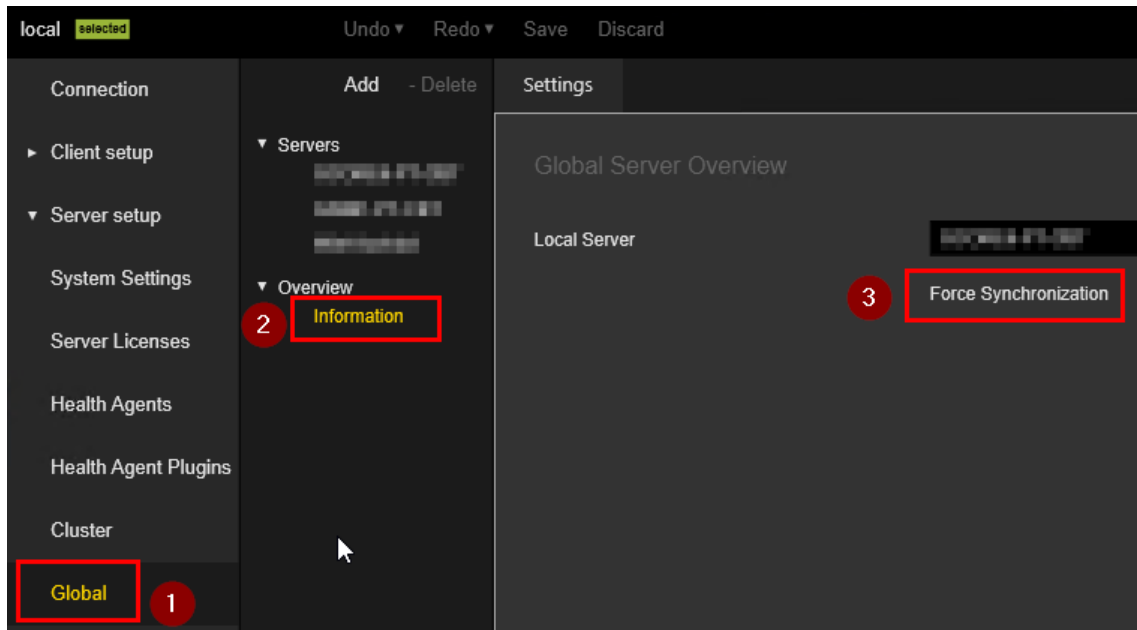 local selected Undo ▾ Redo ▾ Save Discard
Connection
► Client setup
▼ Server setup
System Settings
Server Licenses
Health Agents
Health Agent Plugins
Cluster
Global 1
Add - Delete
▼ Servers
▼ Overview
2 Information
Settings
Global Server Overview
Local Server
3 Force Synchronization